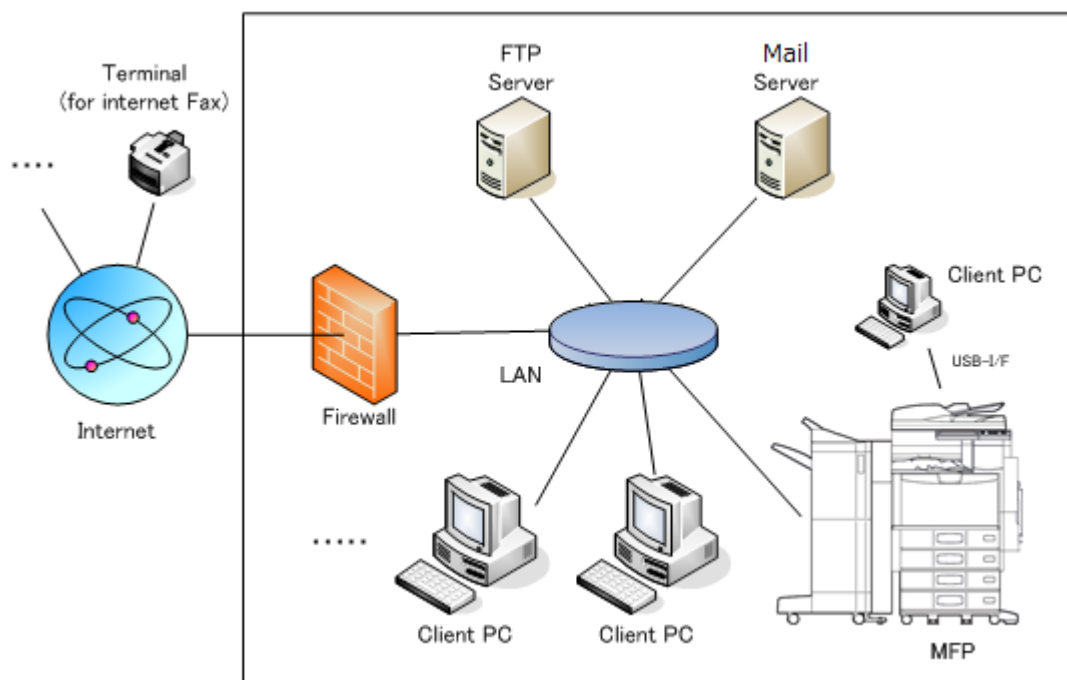 Terminal
(for internet Fax)
....
Internet
Firewall
FTP
Server
Mail
Server
LAN
Client PC
USB-I/F
.....
Client PC
Client PC
MFP